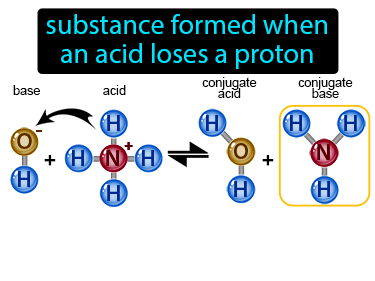 substance formed when
an acid loses a proton
base acid conjugate acid conjugate base
H H H H
O - + H N + H O + N
H H H H